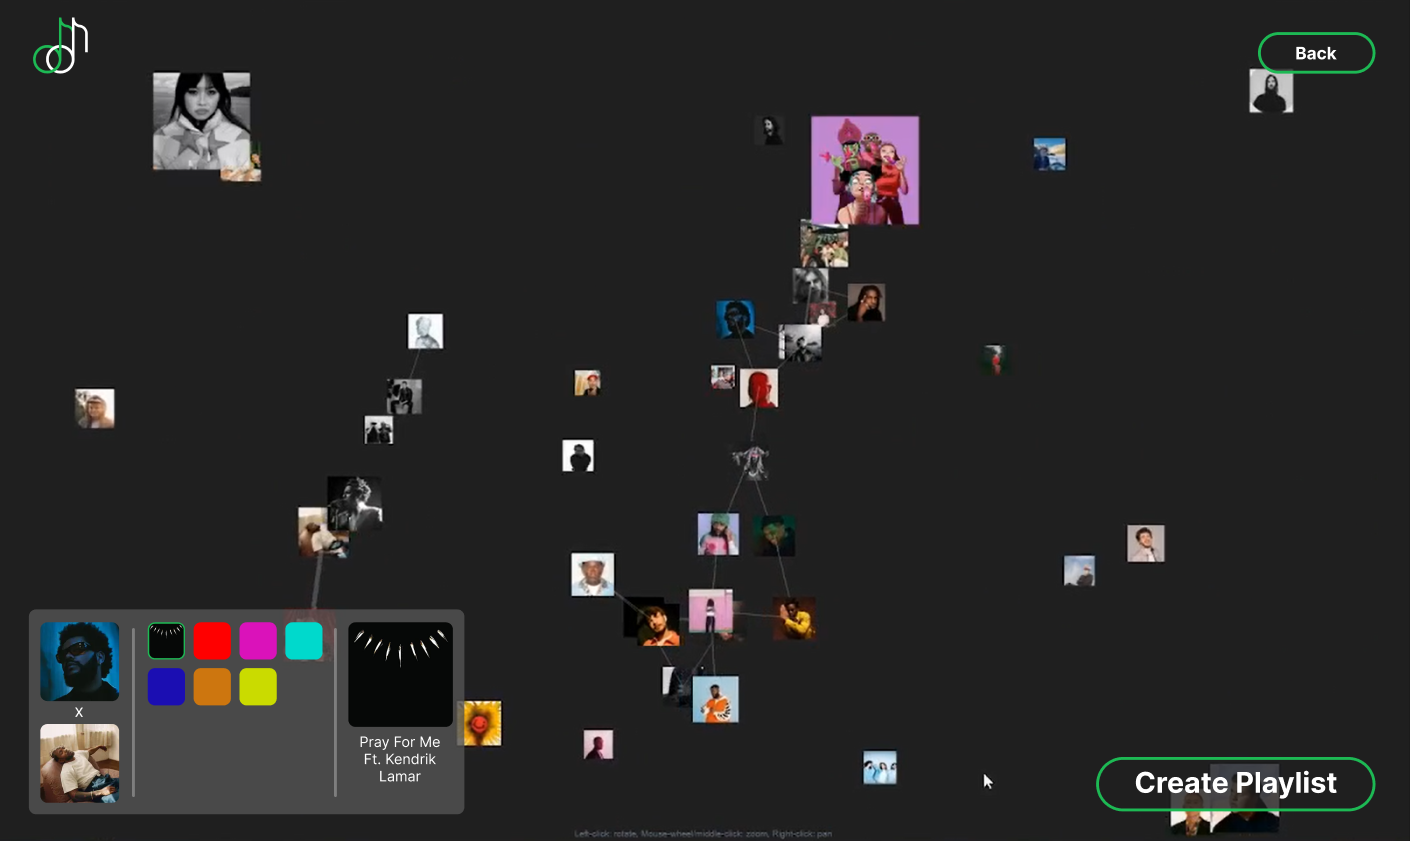 Back
X
Pray For Me
Ft. Kendrik
Lamar
Create Playlist
Left-click: rotate, Mouse-wheel/middle-click: zoom, Right-click: pan